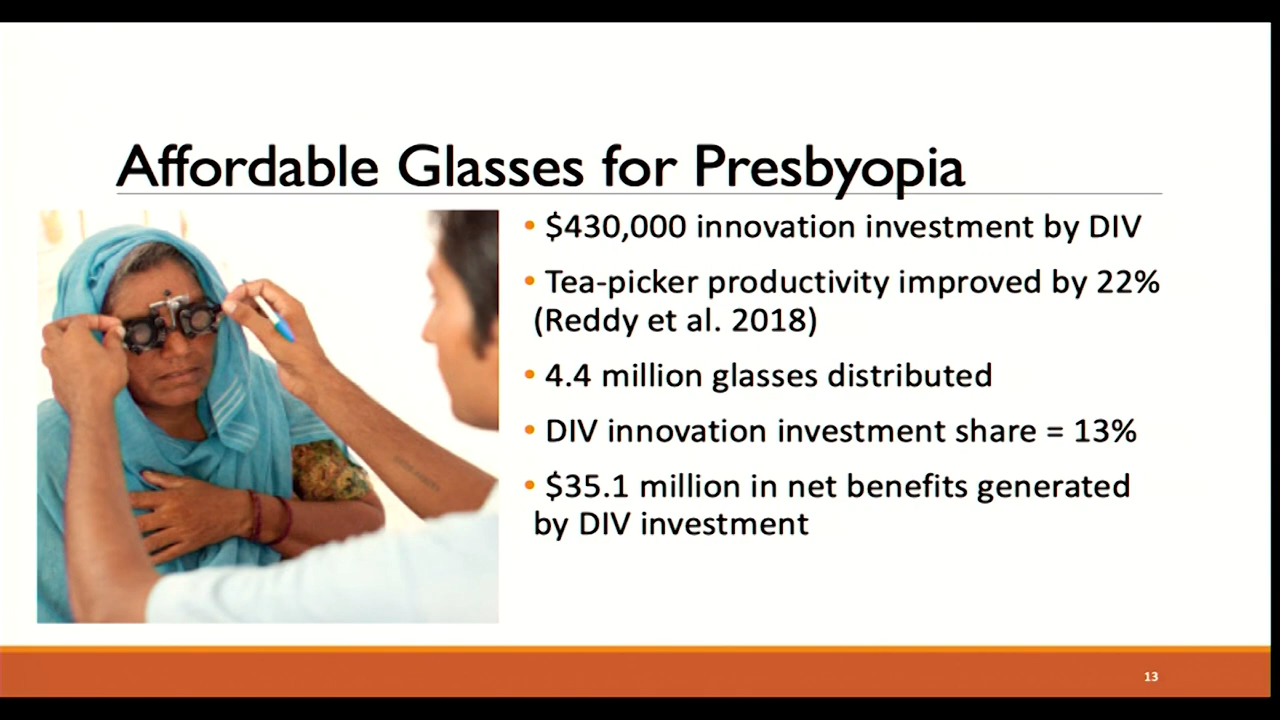 Affordable Glasses for Presbyopia
• $430,000 innovation investment by DIV
• Tea-picker productivity improved by 22%
(Reddy et al. 2018)
• 4.4 million glasses distributed
• DIV innovation investment share = 13%
• $35.1 million in net benefits generated
by DIV investment
13